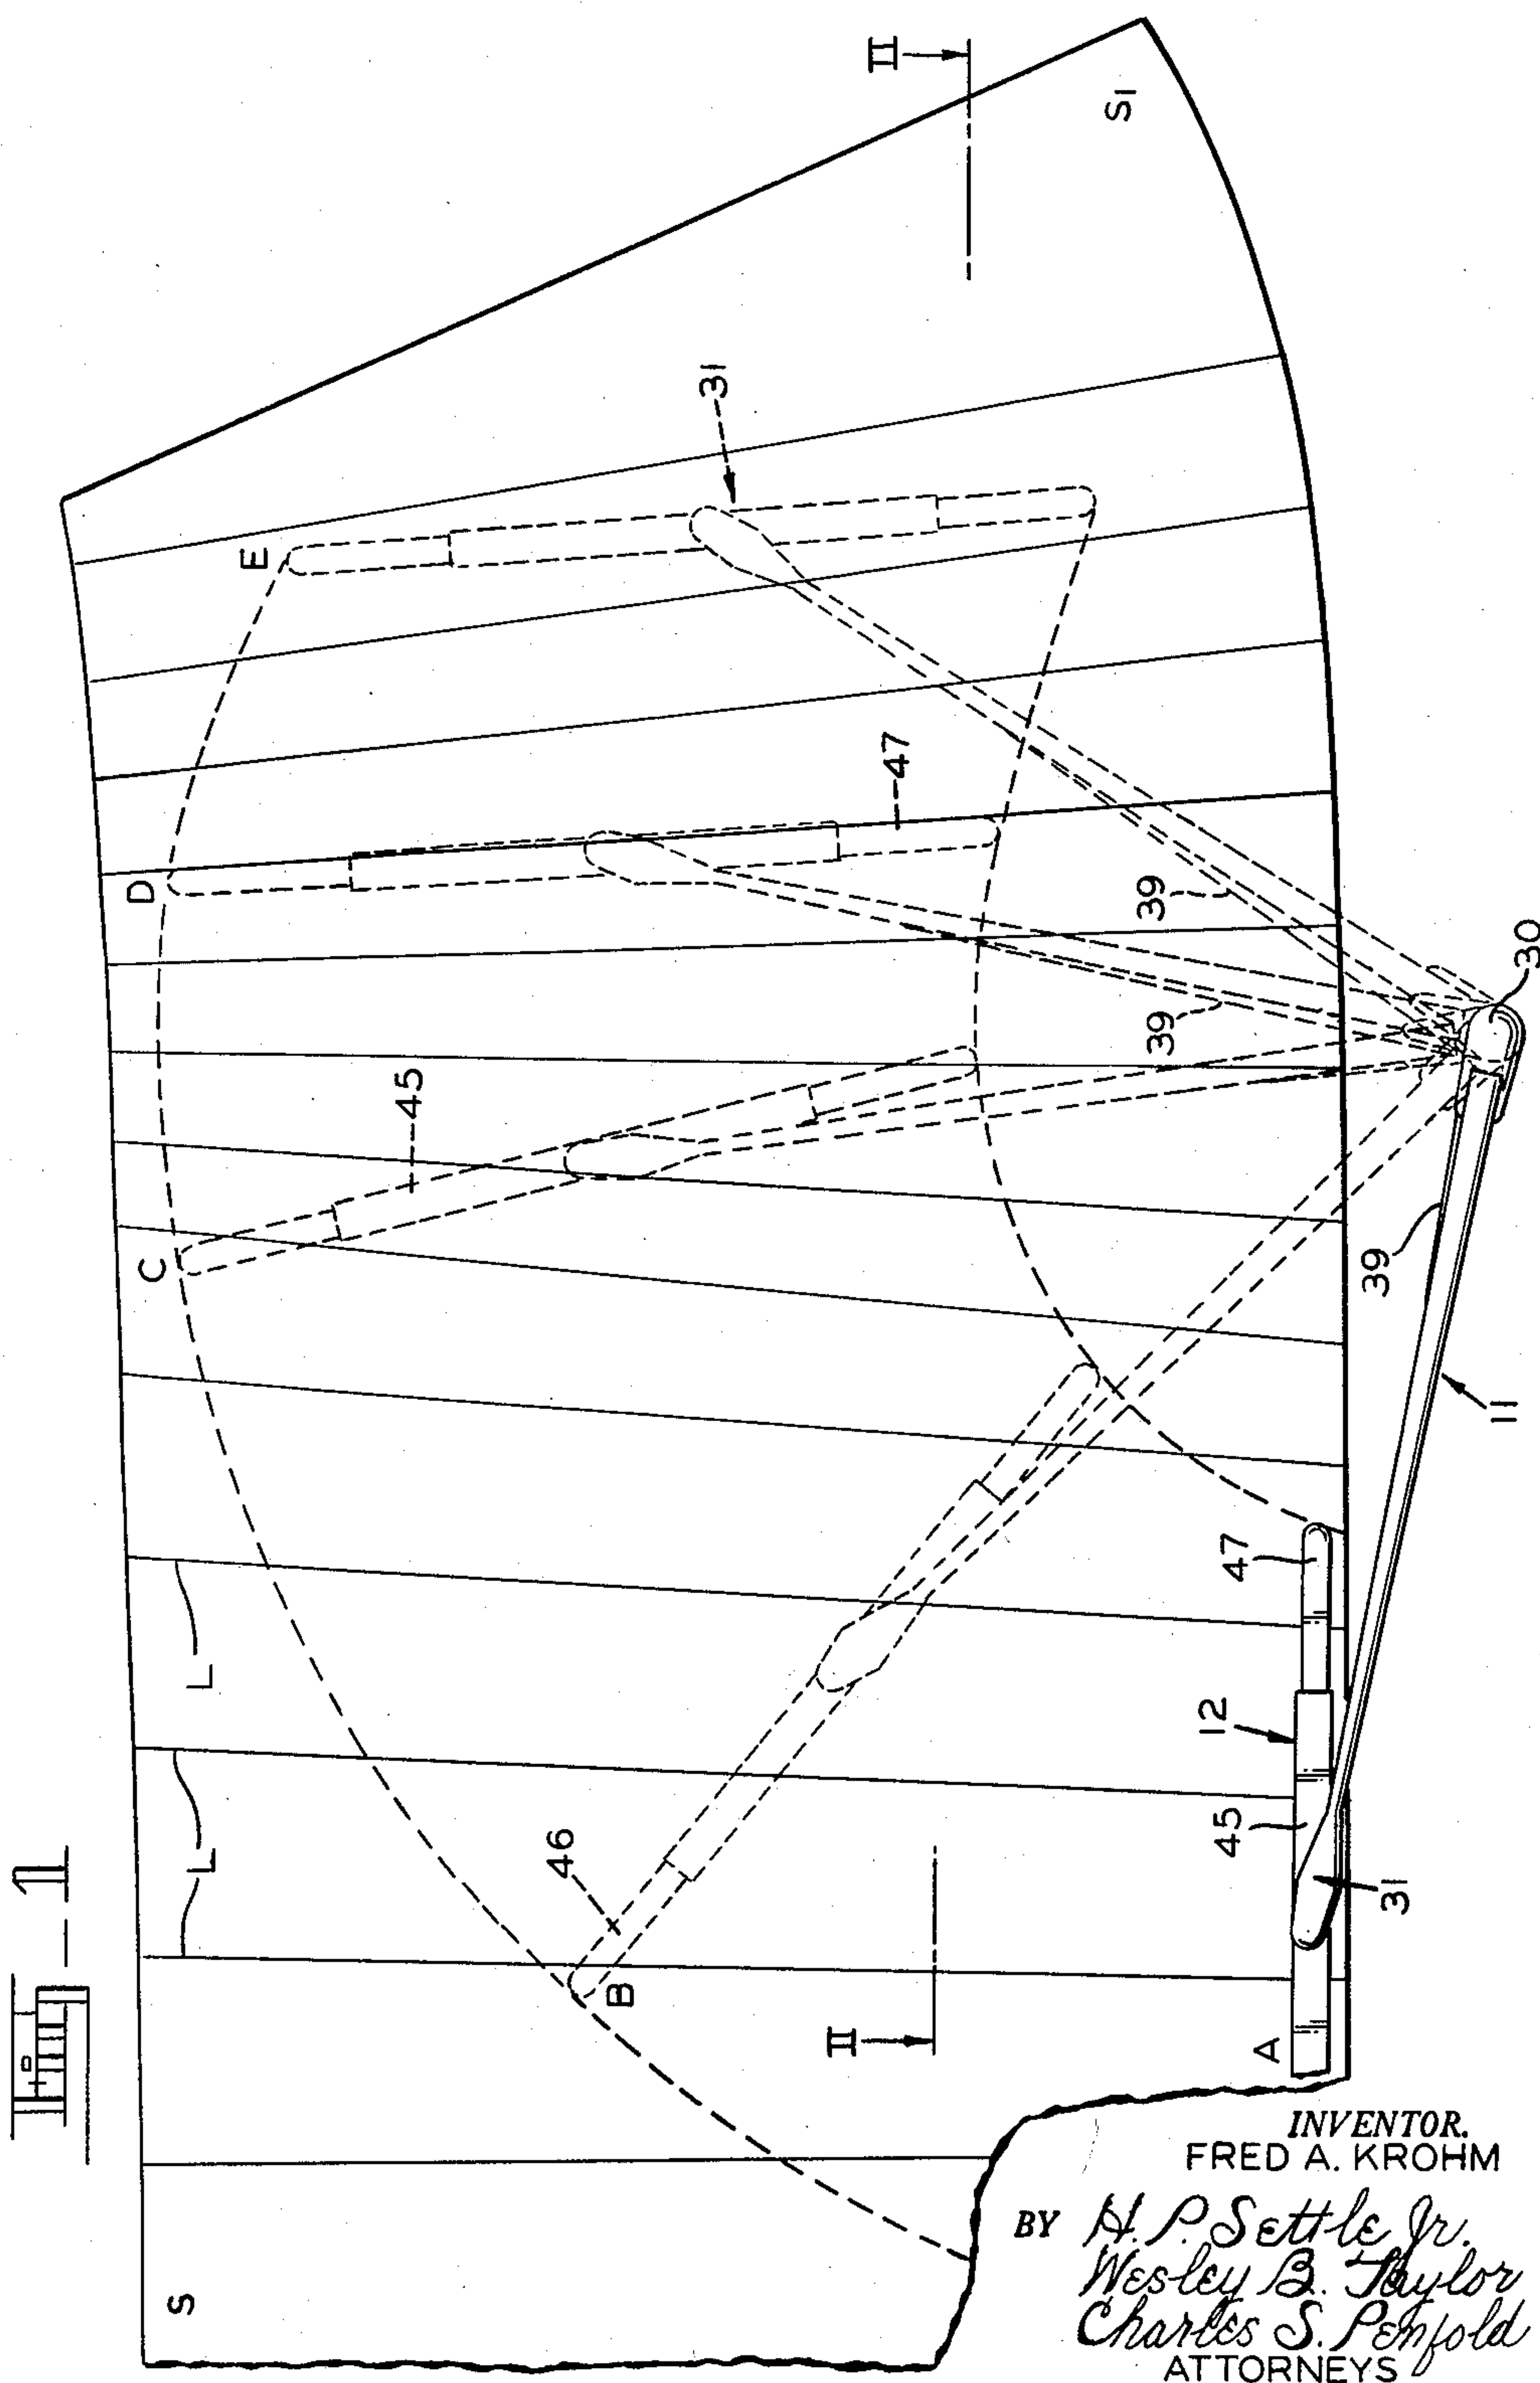 Fig-1
II
S1
31
E
47
D
39
39
30
45
C
39
11
L
47
12
L
45
46
31
B
II
A
S
INVENTOR.
FRED A. KROHM
BY H. P. Settle Jr.
Wesley B. Taylor
Charles S. Penfold
ATTORNEYS